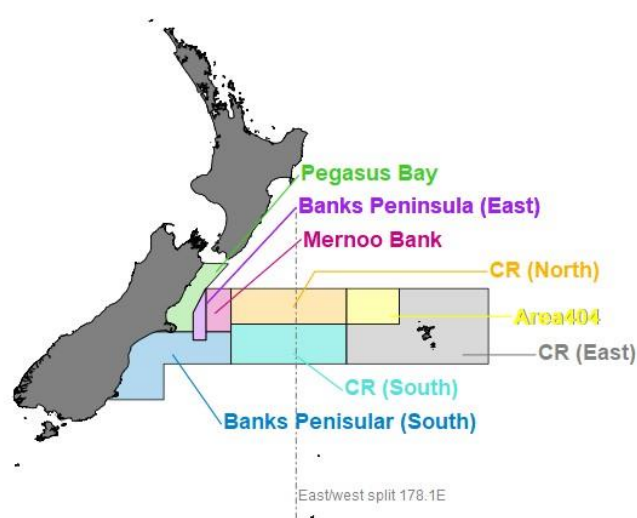 Pegasus Bay
Banks Peninsula (East)
Mernoo Bank
CR (North)
Area404
CR (East)
CR (South)
Banks Penisular (South)
East/west split 178.1E